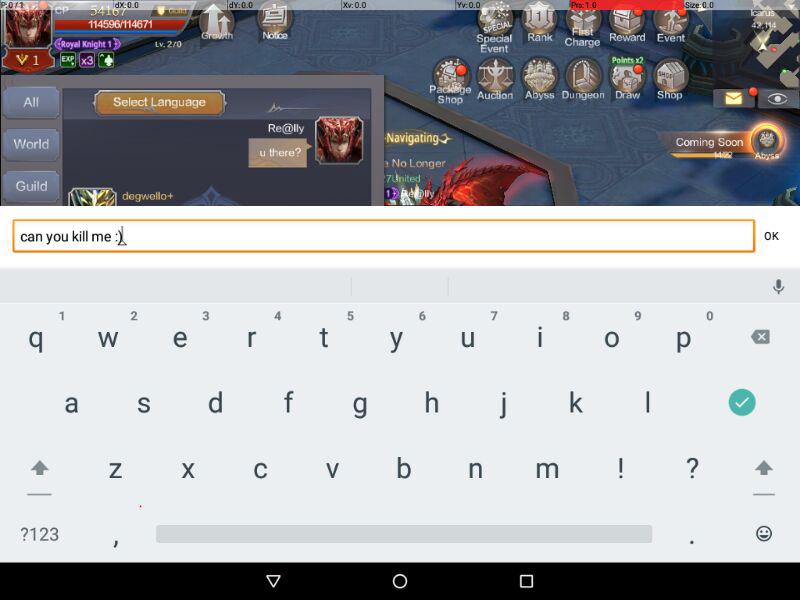 P:0 / 1 dX: 0.0 dY: 0.0 Xv: 0.0 Yv: 0.0 Prs: 1.0 Size: 0.0
CP 54167 Guild
114596/114671
Royal Knight 1 Lv. 2/0
V 1 EXP x3
Growth Notice
SPECIAL
Special Event
Rank
First Charge
Reward
Event
Icarus
Package Shop
Auction
Abyss
Dungeon
Points x2
Draw
SHOP
Shop
All
World
Guild
Select Language
Re@lly
u there?
degwello+
Navigating
e No Longer
7United
Re@lly
Coming Soon
Abyss
can you kill me :)
OK
1 2 3 4 5 6 7 8 9 0
q w e r t y u i o p
a s d f g h j k l
z x c v b n m ! ?
?123 , .